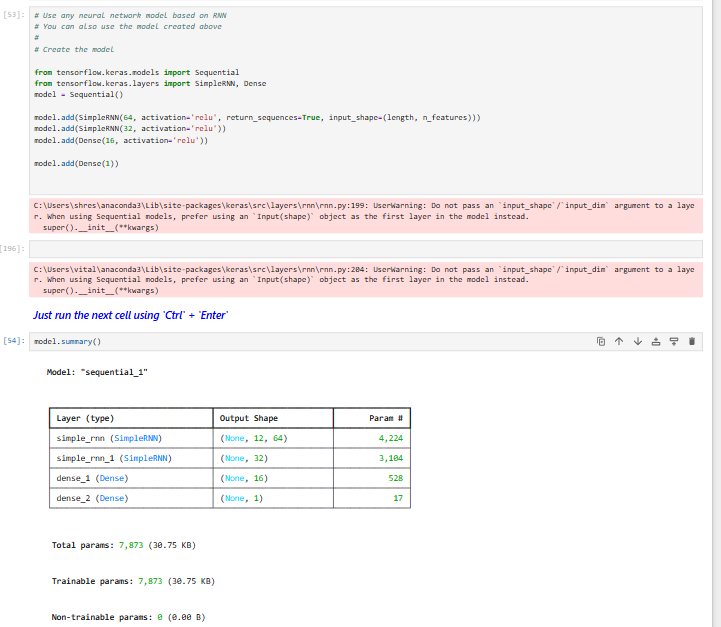 [53]:
# Use any neural network model based on RNN
# You can also use the model created above
#
# Create the model
from tensorflow.keras.models import Sequential
from tensorflow.keras.layers import SimpleRNN, Dense
model = Sequential()
model.add(SimpleRNN(64, activation='relu', return_sequences=True, input_shape=(length, n_features)))
model.add(SimpleRNN(32, activation='relu'))
model.add(Dense(16, activation='relu'))
model.add(Dense(1))
C:\Users\shres\anaconda3\Lib\site-packages\keras\src\layers\rnn\rnn.py:199: UserWarning: Do not pass an `input_shape`/`input_dim` argument to a laye
r. When using Sequential models, prefer using an `Input(shape)` object as the first layer in the model instead.
super().__init__(**kwargs)
[196]:
C:\Users\vital\anaconda3\Lib\site-packages\keras\src\layers\rnn\rnn.py:204: UserWarning: Do not pass an `input_shape`/`input_dim` argument to a laye
r. When using Sequential models, prefer using an `Input(shape)` object as the first layer in the model instead.
super().__init__(**kwargs)
Just run the next cell using 'Ctrl' + 'Enter'
[54]: model.summary()
Model: "sequential_1"
Layer (type) Output Shape Param #
simple_rnn (SimpleRNN) (None, 12, 64) 4,224
simple_rnn_1 (SimpleRNN) (None, 32) 3,104
dense_1 (Dense) (None, 16) 528
dense_2 (Dense) (None, 1) 17
Total params: 7,873 (30.75 KB)
Trainable params: 7,873 (30.75 KB)
Non-trainable params: 0 (0.00 B)